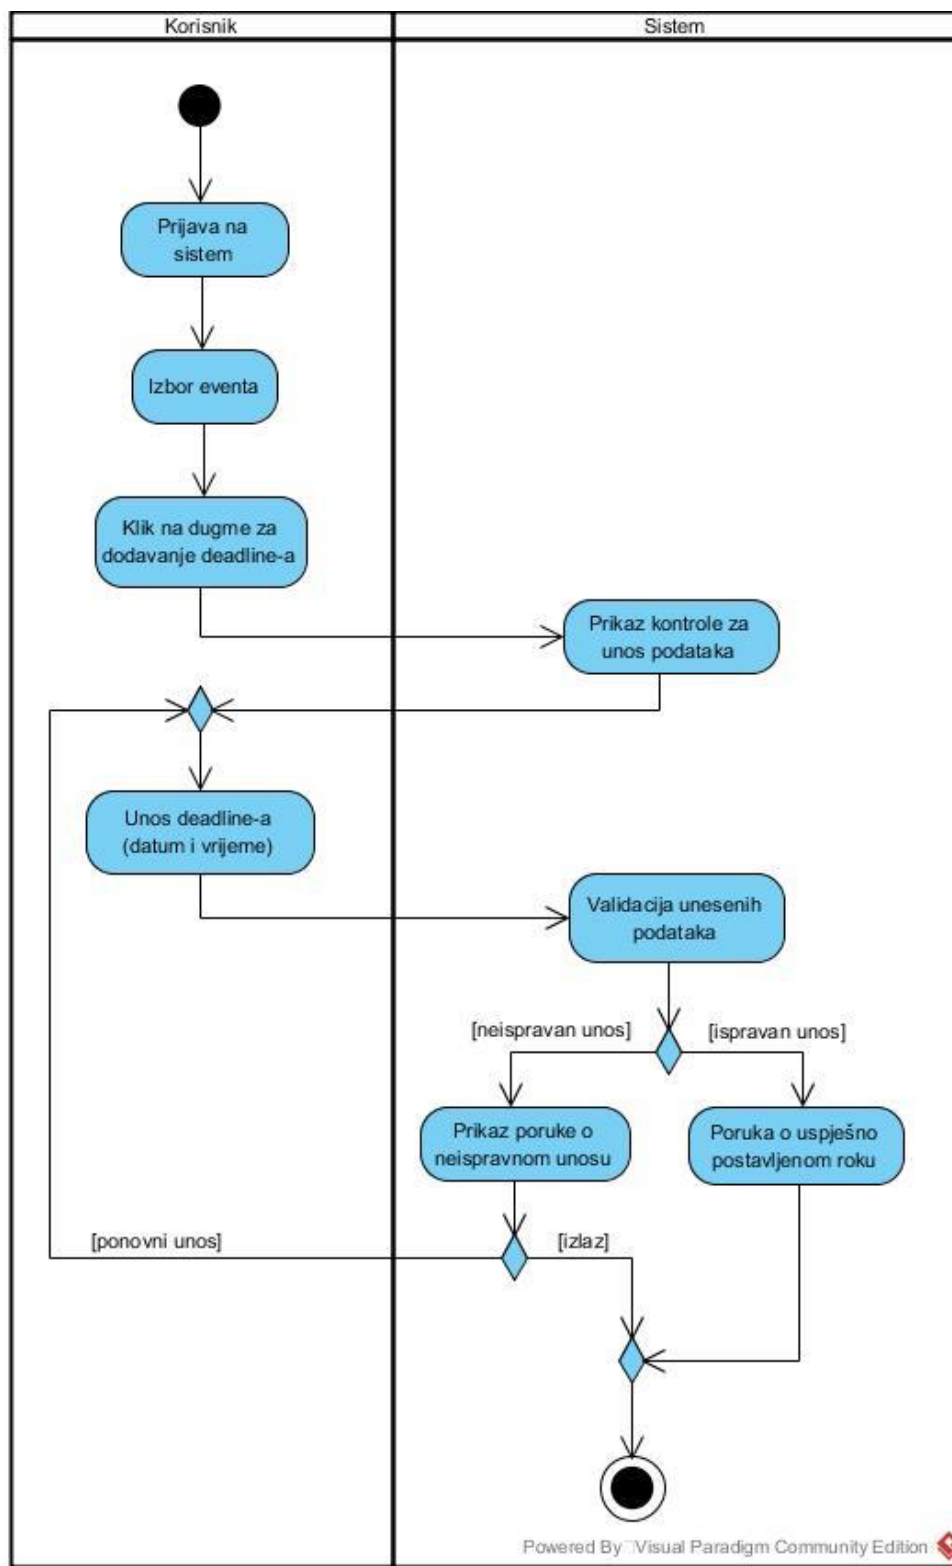 Korisnik
Sistem
Prijava na
sistem
Izbor eventa
Klik na dugme za
dodavanje deadline-a
Prikaz kontrole za
unos podataka
Unos deadline-a
(datum i vrijeme)
Validacija unesenih
podataka
[neispravan unos]
[ispravan unos]
Prikaz poruke o
neispravnom unosu
Poruka o uspješno
postavljenom roku
[ponovni unos]
[izlaz]
Powered By Visual Paradigm Community Edition